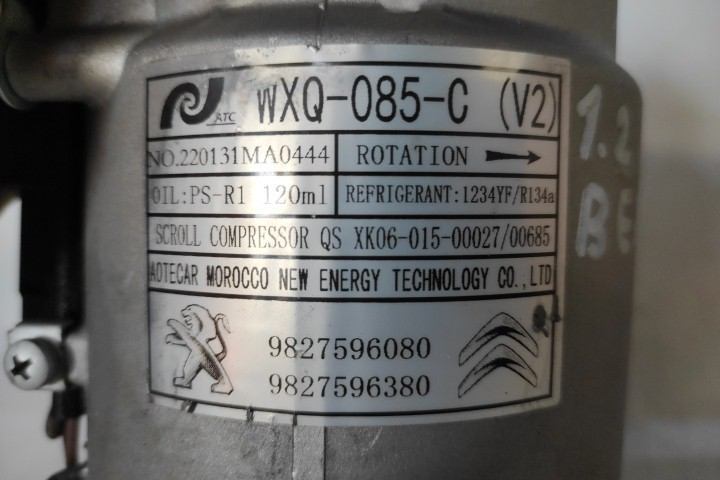 ATC WXQ-085-C (V2)
NO.220131MA0444 ROTATION
OIL:PS-R1 120ml REFRIGERANT:1234YF/R134a
SCROLL COMPRESSOR QS XK06-015-00027/00685
AOTECAR MOROCCO NEW ENERGY TECHNOLOGY CO.,LTD
9827596080
9827596380
1.2
BE